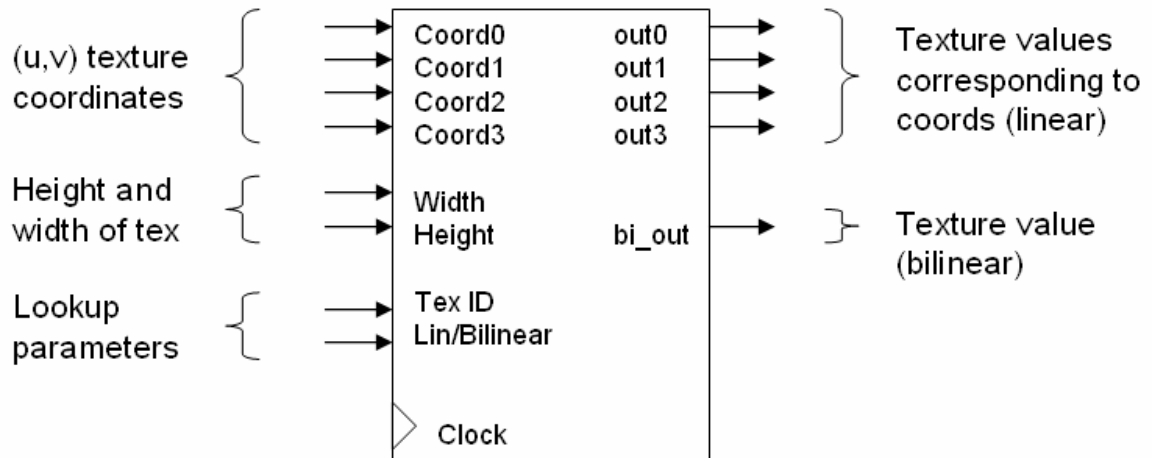 (u,v) texture
coordinates
Height and
width of tex
Lookup
parameters
Coord0
Coord1
Coord2
Coord3
Width
Height
Tex ID
Lin/Bilinear
Clock
out0
out1
out2
out3
bi_out
Texture values
corresponding to
coords (linear)
Texture value
(bilinear)